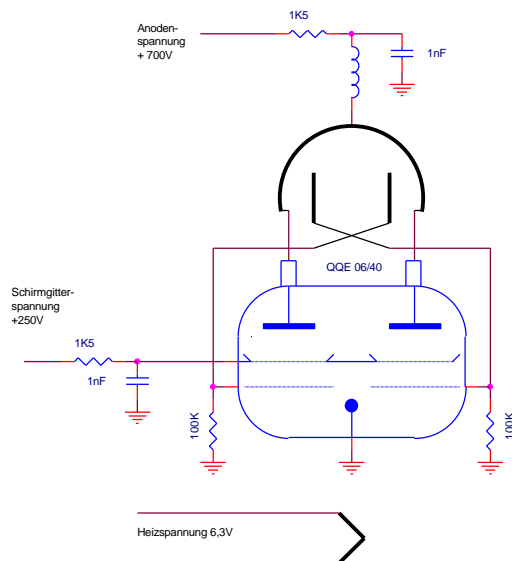 1K5
Anoden-
spannung
+ 700V
1nF
QQE 06/40
Schirmgitter-
spannung
+250V
1K5
1nF
100K
100K
Heizspannung 6,3V